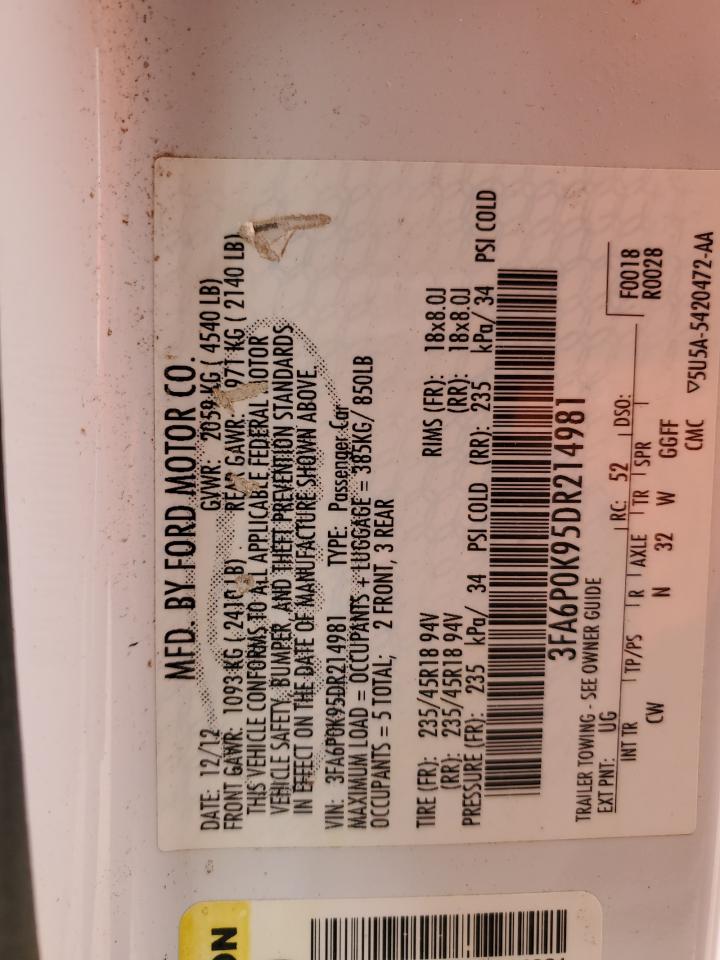 MFD. BY FORD MOTOR CO.
DATE: 12/12 GVWR: 2059 KG ( 4540 LB)
FRONT GAWR: 1093 KG ( 2410 LB) REAR GAWR: 971 KG ( 2140 LB)
THIS VEHICLE CONFORMS TO ALL APPLICABLE FEDERAL MOTOR
VEHICLE SAFETY, BUMPER, AND THEFT PREVENTION STANDARDS
IN EFFECT ON THE DATE OF MANUFACTURE SHOWN ABOVE.
VIN: 3FA6P0K95DR214981 TYPE: Passenger Car
MAXIMUM LOAD = OCCUPANTS + LUGGAGE = 385KG/ 850LB
OCCUPANTS = 5 TOTAL; 2 FRONT, 3 REAR
TIRE (FR): 235/45R18 94V RIMS (FR): 18x8.0J
(RR): 235/45R18 94V (RR): 18x8.0J
PRESSURE (FR): 235 kPa/ 34 PSI COLD (RR): 235 kPa/ 34 PSI COLD
3FA6P0K95DR214981
TRAILER TOWING - SEE OWNER GUIDE
EXT PNT: UG RC: 52 DSO: F0018
R0028
INT TR TP/PS R AXLE TR SPR
CW N 32 W GGFF
CMC
▽5U5A-5420472-AA
ON